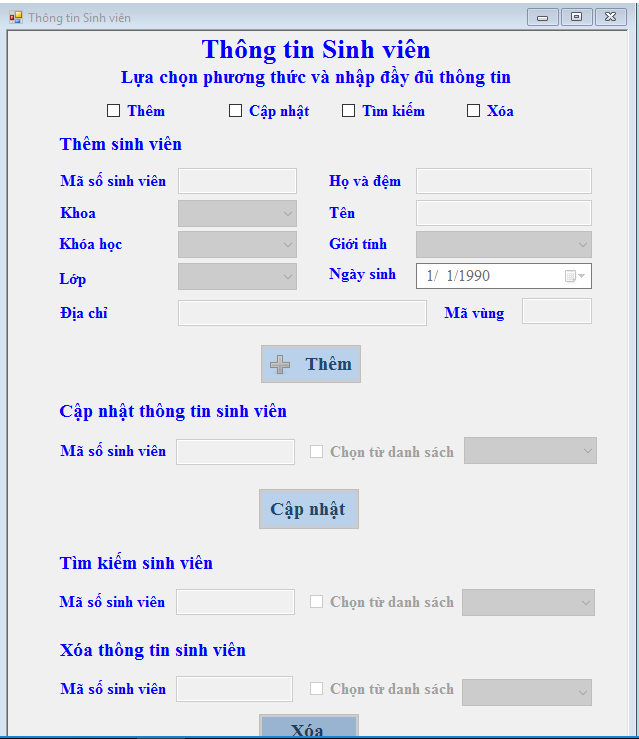 Thông tin Sinh viên
Thông tin Sinh viên
Lựa chọn phương thức và nhập đầy đủ thông tin
Thêm Cập nhật Tìm kiếm Xóa
Thêm sinh viên
Mã số sinh viên Họ và đệm
Khoa Tên
Khóa học Giới tính
Lớp Ngày sinh 1/ 1/1990
Địa chỉ Mã vùng
Thêm
Cập nhật thông tin sinh viên
Mã số sinh viên Chọn từ danh sách
Cập nhật
Tìm kiếm sinh viên
Mã số sinh viên Chọn từ danh sách
Xóa thông tin sinh viên
Mã số sinh viên Chọn từ danh sách
Xóa